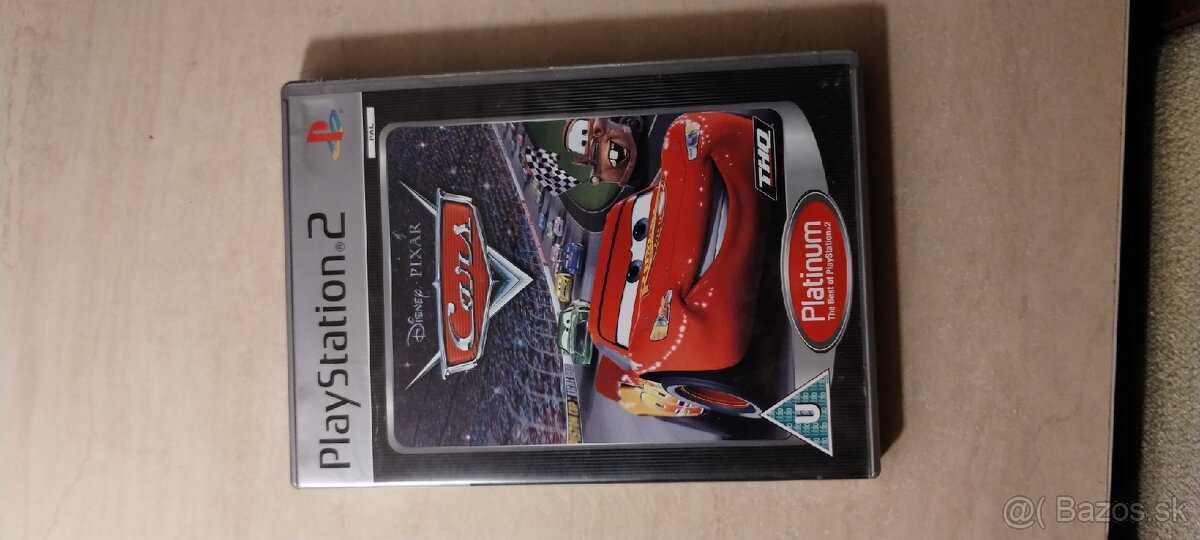 PlayStation®2
PAL
DISNEY · PIXAR
Cars
THQ
Platinum
The Best of PlayStation®2
U
@( Bazos.sk